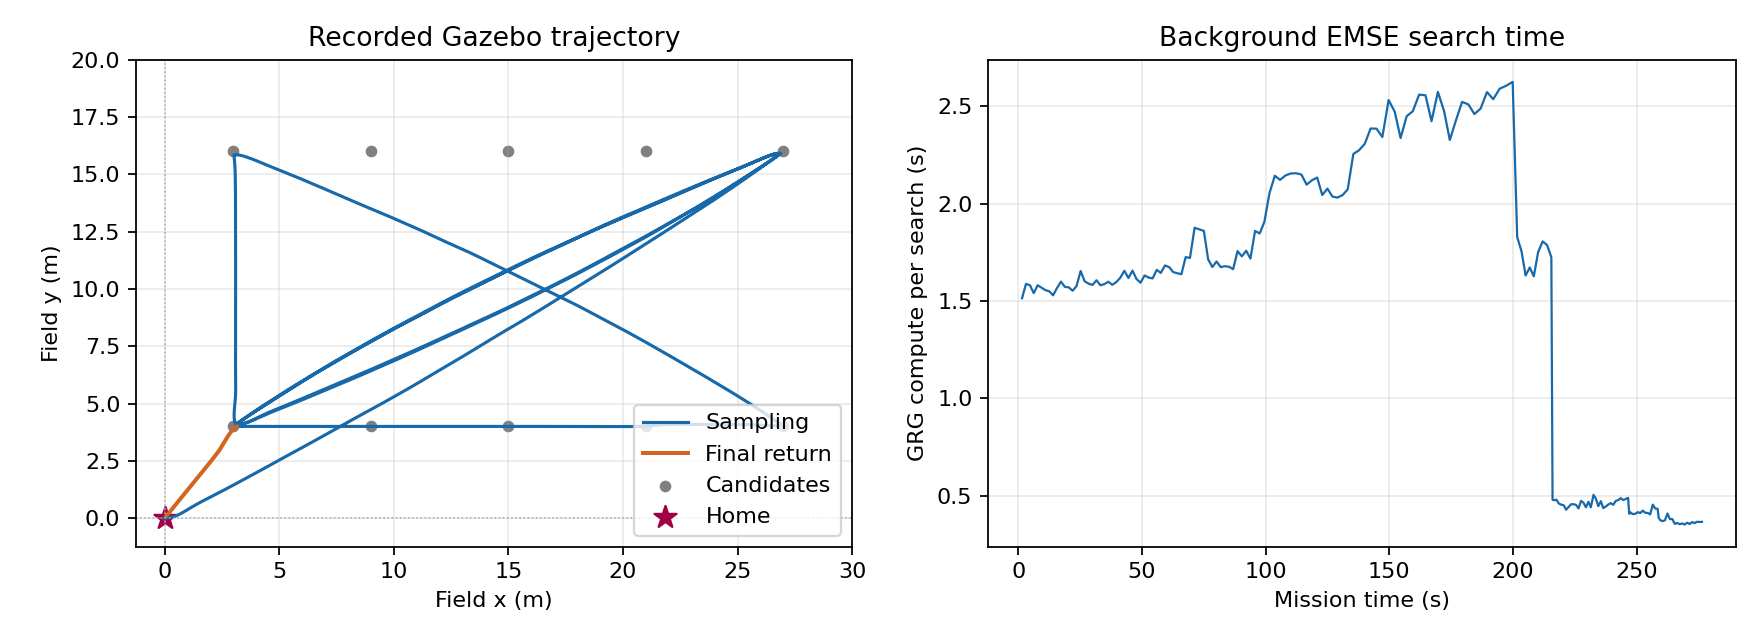 Recorded Gazebo trajectory
20.0
17.5
15.0
12.5
10.0
7.5
5.0
2.5
0.0
Field y (m)
0
5
10
15
20
25
30
Field x (m)
Sampling
Final return
Candidates
Home
Background EMSE search time
2.5
2.0
1.5
1.0
0.5
GRG compute per search (s)
0
50
100
150
200
250
Mission time (s)